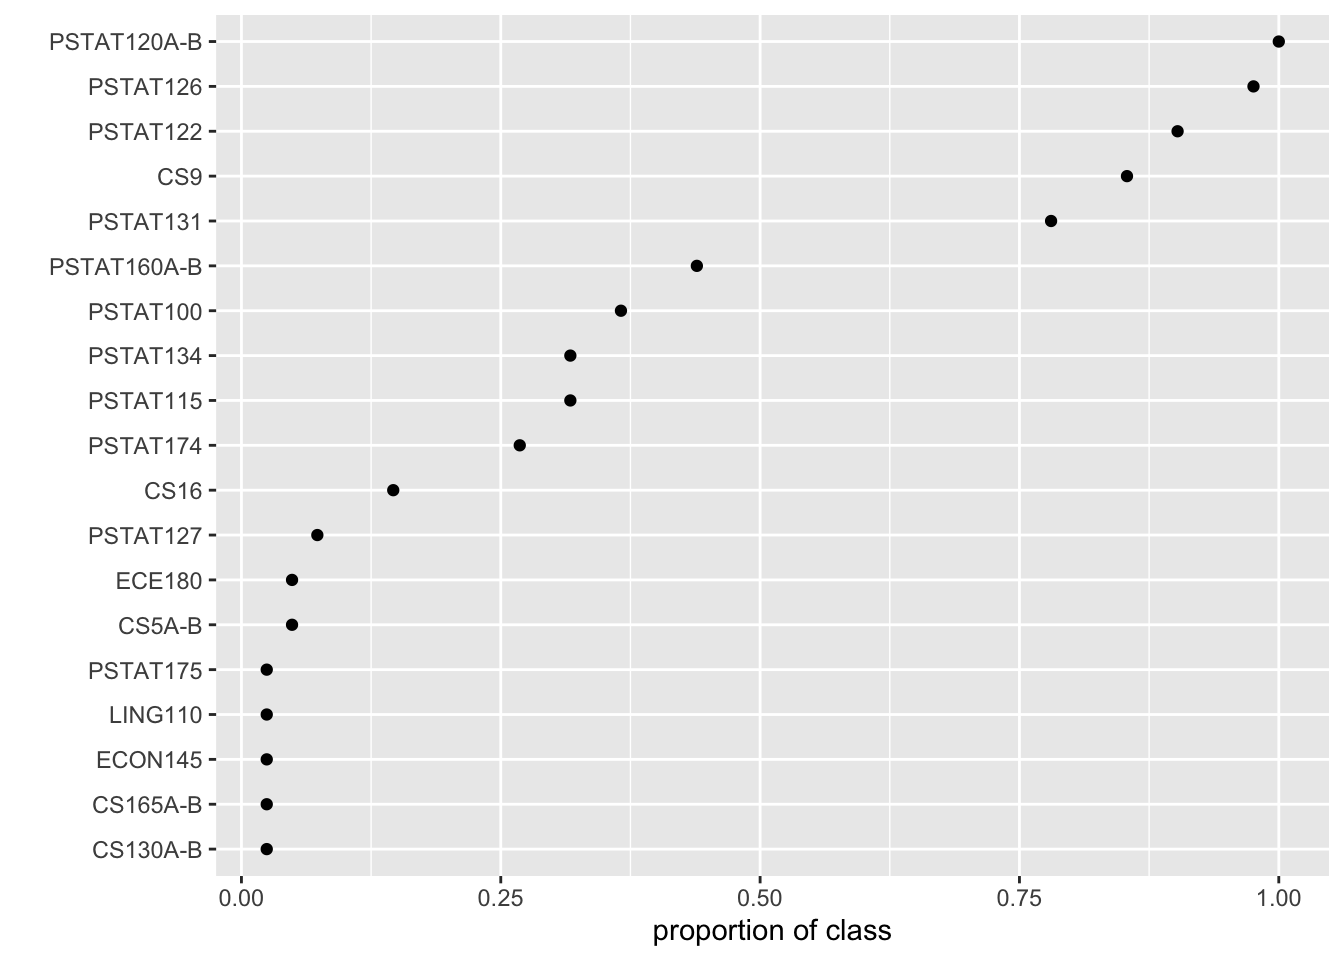 PSTAT120A-B
PSTAT126
PSTAT122
CS9
PSTAT131
PSTAT160A-B
PSTAT100
PSTAT134
PSTAT115
PSTAT174
CS16
PSTAT127
ECE180
CS5A-B
PSTAT175
LING110
ECON145
CS165A-B
CS130A-B
0.00 0.25 0.50 0.75 1.00
proportion of class